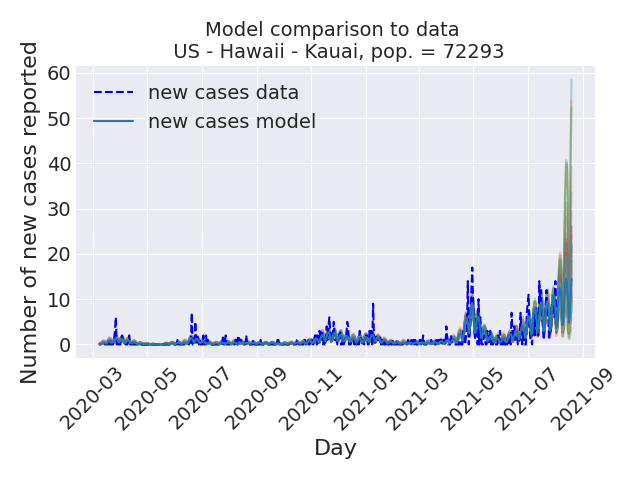 Model comparison to data
US - Hawaii - Kauai, pop. = 72293
Number of new cases reported
60
50
40
30
20
10
0
new cases data
new cases model
2020-03
2020-05
2020-07
2020-09
2020-11
2021-01
2021-03
2021-05
2021-07
2021-09
Day